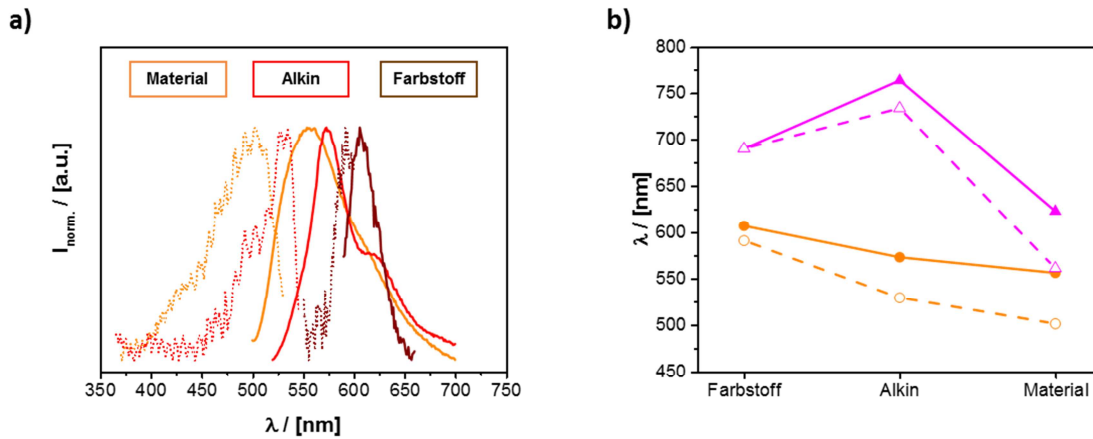 a)
Material Alkin Farbstoff
I_norm. / [a.u.]
350 400 450 500 550 600 650 700 750
λ / [nm]
b)
800
750
700
650
600
550
500
450
λ / [nm]
Farbstoff Alkin Material